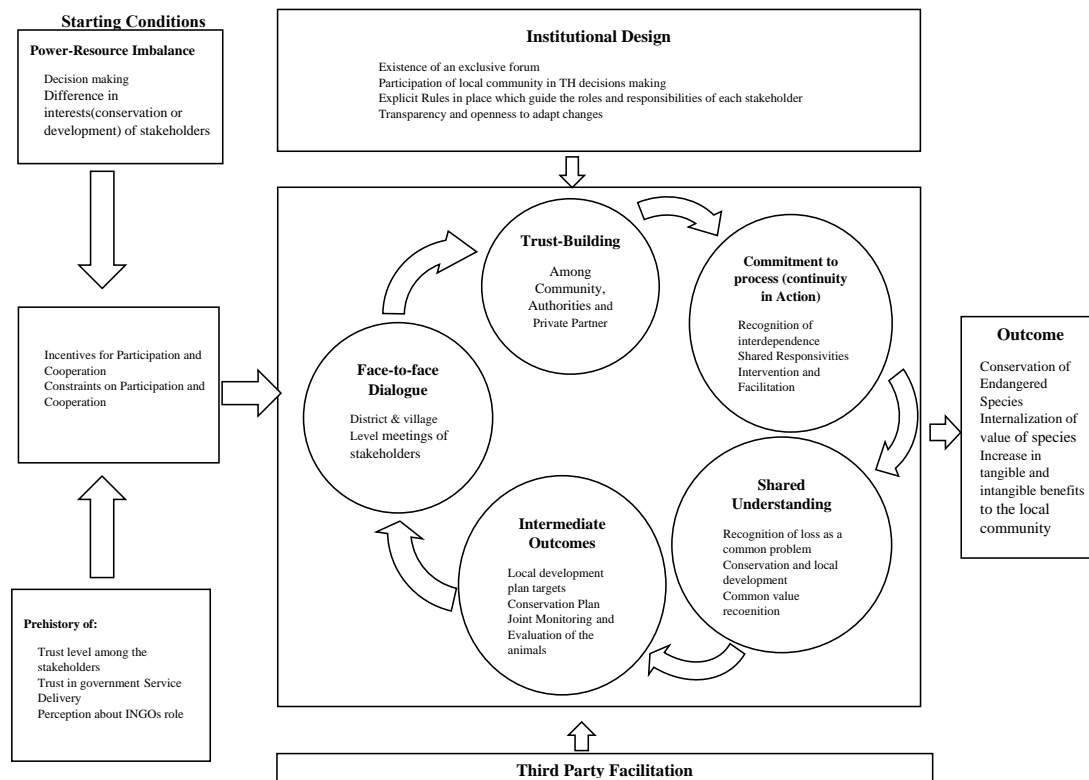 Starting Conditions
Power-Resource Imbalance
Decision making
Difference in
interests(conservation or
development) of stakeholders
Institutional Design
Existence of an exclusive forum
Participation of local community in TH decisions making
Explicit Rules in place which guide the roles and responsibilities of each stakeholder
Transparency and openness to adapt changes
Incentives for Participation and
Cooperation
Constraints on Participation and
Cooperation
Prehistory of:
Trust level among the
stakeholders
Trust in government Service
Delivery
Perception about INGOs role
Face-to-face
Dialogue
District & village
Level meetings of
stakeholders
Trust-Building
Among
Community,
Authorities and
Private Partner
Commitment to
process (continuity
in Action)
Recognition of
interdependence
Shared Responsivities
Intervention and
Facilitation
Shared
Understanding
Recognition of loss as a
common problem
Conservation and local
development
Common value
recognition
Intermediate
Outcomes
Local development
plan targets
Conservation Plan
Joint Monitoring and
Evaluation of the
animals
Outcome
Conservation of
Endangered
Species
Internalization of
value of species
Increase in
tangible and
intangible benefits
to the local
community
Third Party Facilitation